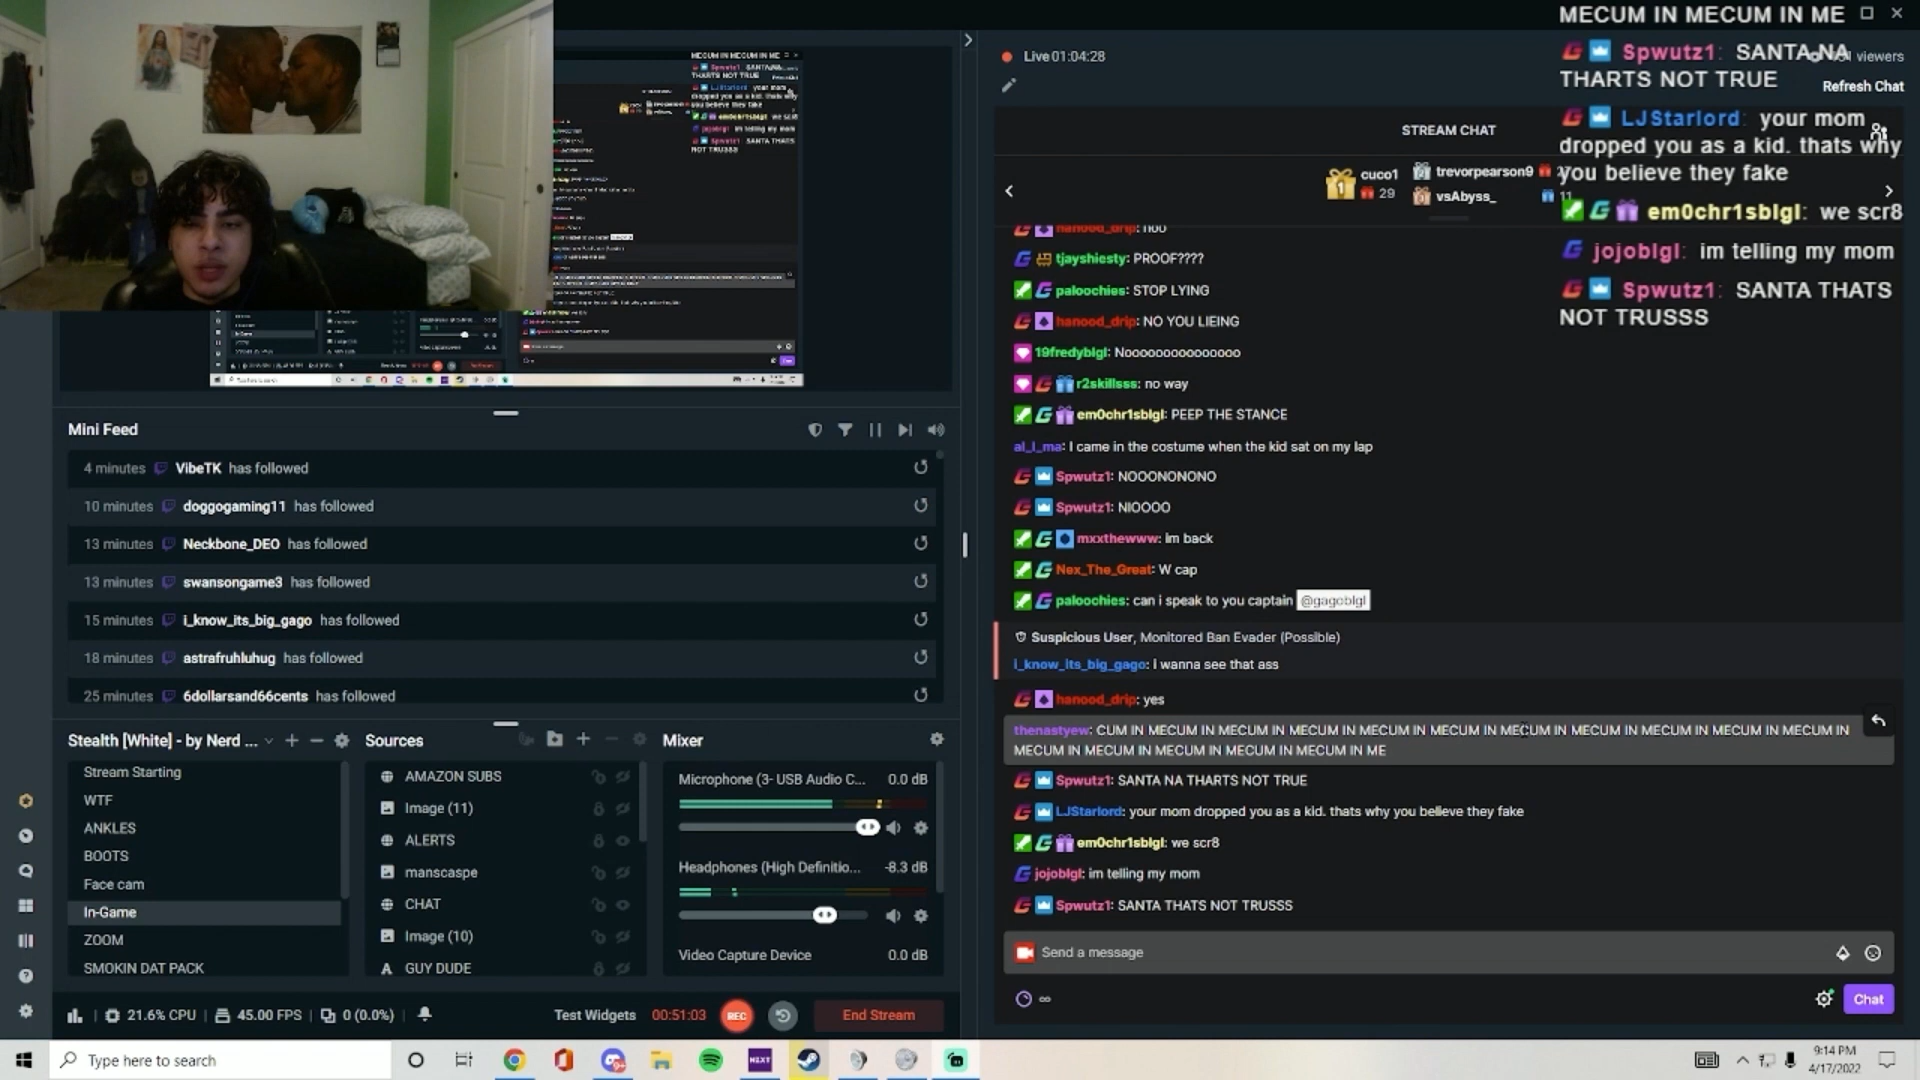 MECUM IN MECUM IN ME
Spwutz1: SANTA NA
THARTS NOT TRUE
LJStarlord: your mom
dropped you as a kid. thats why
you believe they fake
em0chr1sblgl: we scr8
jojoblgl: im telling my mom
Spwutz1: SANTA THATS
NOT TRUSSS
Live 01:04:28
viewers
Refresh Chat
STREAM CHAT
1 cuco1 29
trevorpearson9
vsAbyss_ 11
hanood_drip: noo
tjayshiesty: PROOF????
paloochies: STOP LYING
hanood_drip: NO YOU LIEING
19fredyblgl: Nooooooooooooooo
r2skillsss: no way
em0chr1sblgl: PEEP THE STANCE
al_i_ma: I came in the costume when the kid sat on my lap
Spwutz1: NOOONONONO
Spwutz1: NIOOOO
mxxthewww: im back
Nex_The_Great: W cap
paloochies: can i speak to you captain @gagoblgl
Suspicious User, Monitored Ban Evader (Possible)
i_know_its_big_gago: i wanna see that ass
hanood_drip: yes
thenastyew: CUM IN MECUM IN MECUM IN MECUM IN MECUM IN MECUM IN MECUM IN MECUM IN MECUM IN MECUM IN MECUM IN
MECUM IN MECUM IN MECUM IN MECUM IN MECUM IN ME
Spwutz1: SANTA NA THARTS NOT TRUE
LJStarlord: your mom dropped you as a kid. thats why you believe they fake
em0chr1sblgl: we scr8
jojoblgl: im telling my mom
Spwutz1: SANTA THATS NOT TRUSSS
Send a message
Chat
Mini Feed
4 minutes VibeTK has followed
10 minutes doggogaming11 has followed
13 minutes Neckbone_DEO has followed
13 minutes swansongame3 has followed
15 minutes i_know_its_big_gago has followed
18 minutes astrafruhluhug has followed
25 minutes 6dollarsand66cents has followed
Stealth [White] - by Nerd ...
Stream Starting
WTF
ANKLES
BOOTS
Face cam
In-Game
ZOOM
SMOKIN DAT PACK
Sources
AMAZON SUBS
Image (11)
ALERTS
manscaspe
CHAT
Image (10)
GUY DUDE
Mixer
Microphone (3- USB Audio C... 0.0 dB
Headphones (High Definitio... -8.3 dB
Video Capture Device 0.0 dB
21.6% CPU 45.00 FPS 0 (0.0%)
Test Widgets 00:51:03 REC End Stream
Type here to search
NEXT
9:14 PM
4/17/2022